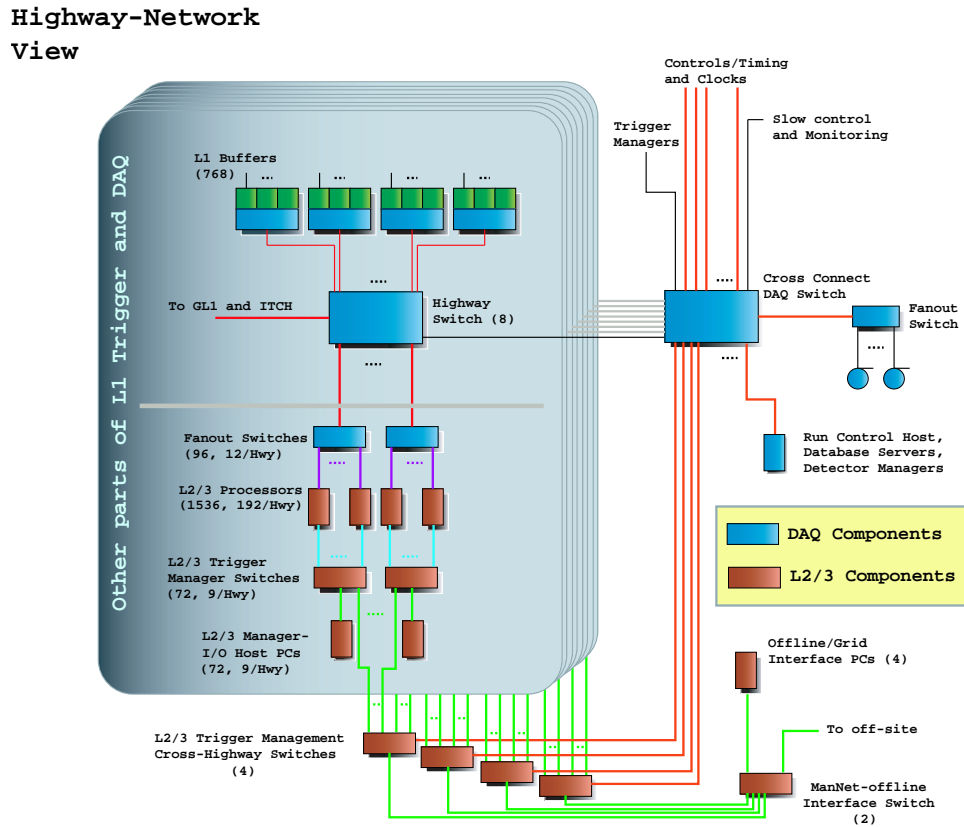 Highway-Network
View
Controls/Timing
and Clocks
Trigger
Managers
Slow control
and Monitoring
L1 Buffers
(768)
To GL1 and ITCH
Highway
Switch (8)
Cross Connect
DAQ Switch
Fanout
Switch
Other parts of L1 Trigger and DAQ
Fanout Switches
(96, 12/Hwy)
Run Control Host,
Database Servers,
Detector Managers
L2/3 Processors
(1536, 192/Hwy)
DAQ Components
L2/3 Components
L2/3 Trigger
Manager Switches
(72, 9/Hwy)
L2/3 Manager-
I/O Host PCs
(72, 9/Hwy)
Offline/Grid
Interface PCs (4)
To off-site
L2/3 Trigger Management
Cross-Highway Switches
(4)
ManNet-offline
Interface Switch
(2)